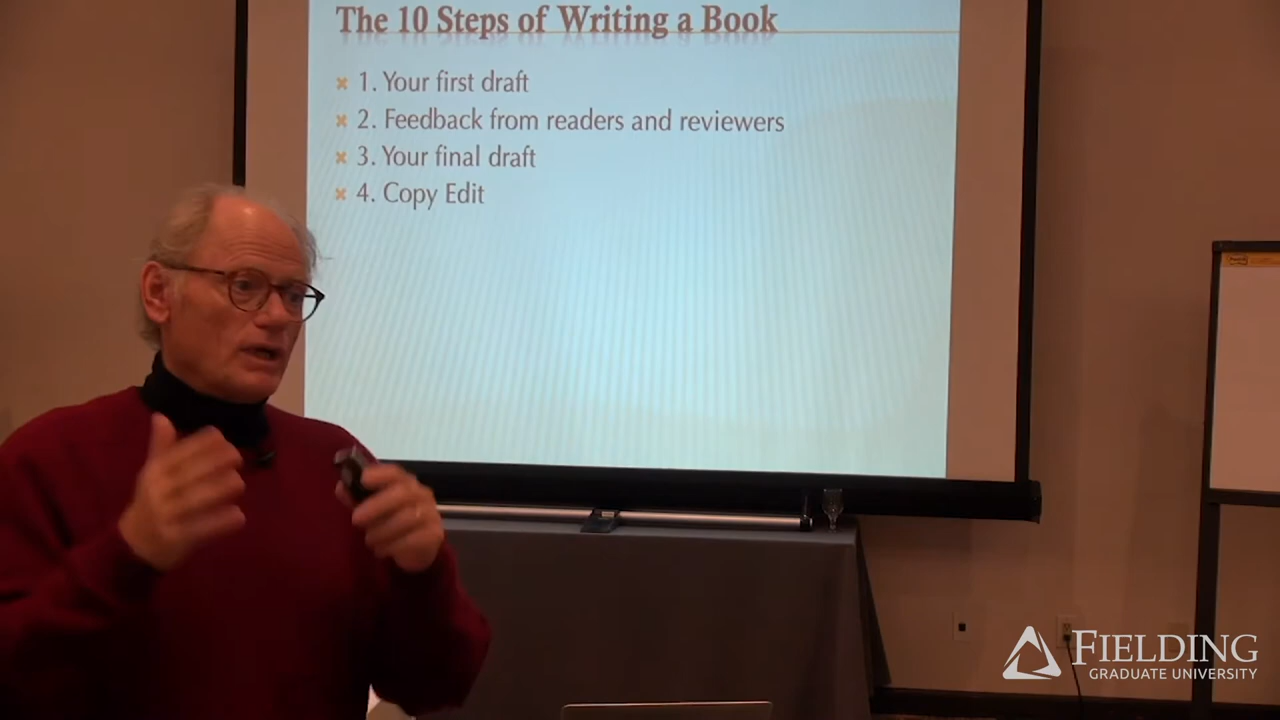 The 10 Steps of Writing a Book
1. Your first draft
2. Feedback from readers and reviewers
3. Your final draft
4. Copy Edit
FIELDING
GRADUATE UNIVERSITY